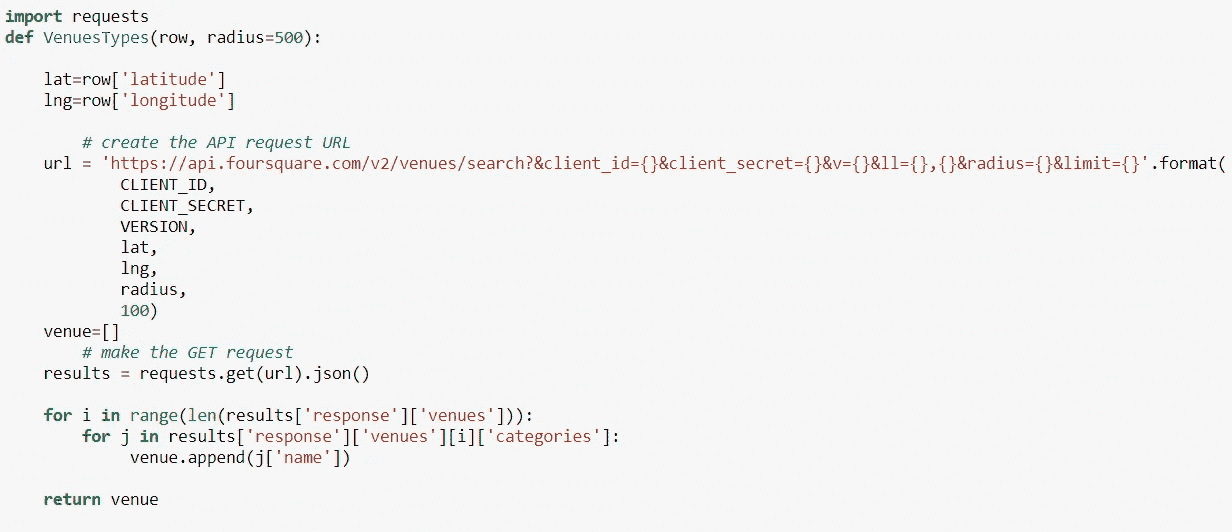 import requests
def VenuesTypes(row, radius=500):
lat=row['latitude']
lng=row['longitude']
# create the API request URL
url = 'https://api.foursquare.com/v2/venues/search?&client_id={}&client_secret={}&v={}&ll={},{}&radius={}&limit={}'.format(
CLIENT_ID,
CLIENT_SECRET,
VERSION,
lat,
lng,
radius,
100)
venue=[]
# make the GET request
results = requests.get(url).json()
for i in range(len(results['response']['venues'])):
for j in results['response']['venues'][i]['categories']:
venue.append(j['name'])
return venue